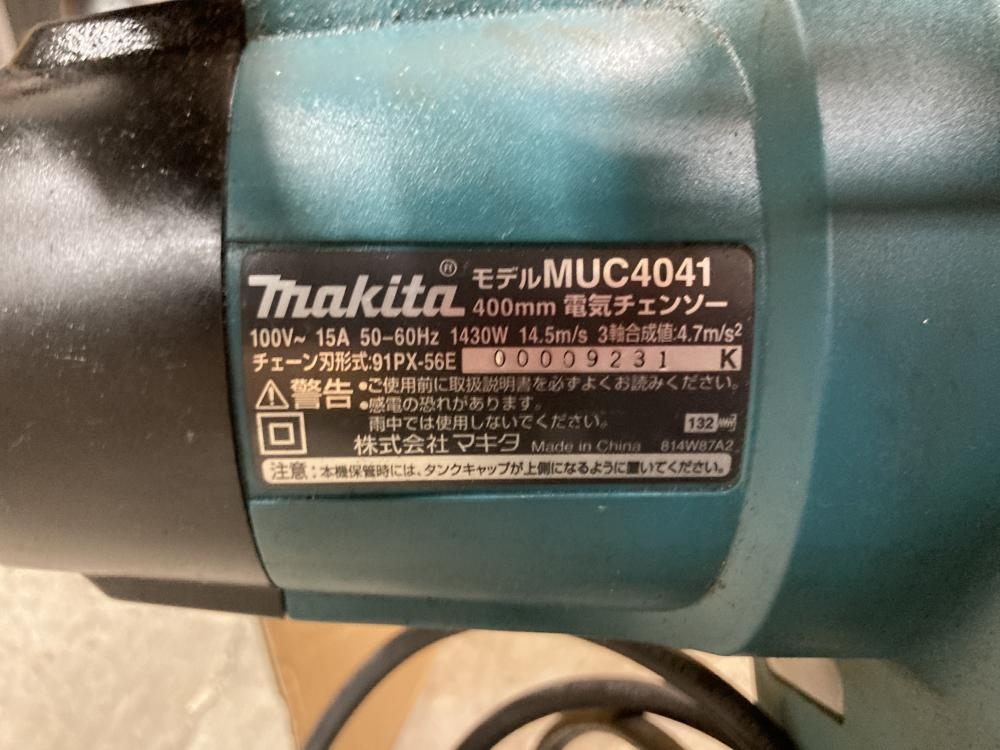 makita® モデルMUC4041
400mm 電気チェンソー
100V~ 15A 50-60Hz 1430W 14.5m/s 3軸合成値:4.7m/s²
チェーン刃形式:91PX-56E 00009231 K
警告 •ご使用前に取扱説明書を必ずよくお読みください。
•感電の恐れがあります。
雨中では使用しないでください。
132
株式会社 マキタ Made in China 814W87A2
注意:本機保管時には、タンクキャップが上側になるように置いてください。